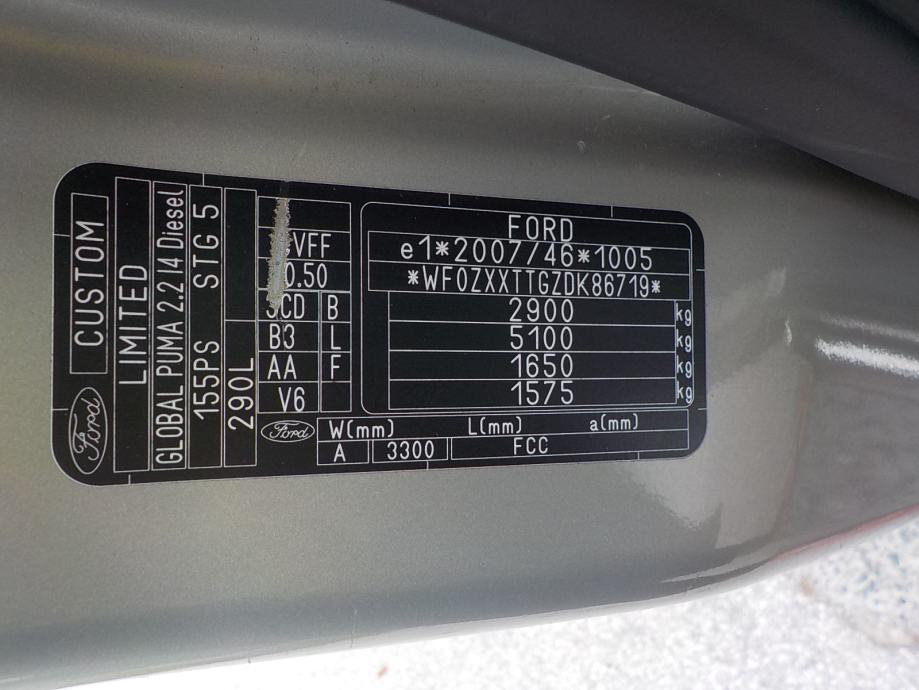 FORD
e1*2007/46*1005
*WF0ZXXTTGZDK86719*
2900 kg
5100 kg
1650 kg
1575 kg
VFF
0.50
CD B
B3 L
AA F
V6
Ford
W(mm) L(mm) a(mm)
A 3300 FCC
Ford
CUSTOM
LIMITED
GLOBAL PUMA 2.2 I4 Diesel
155PS STG 5
290L